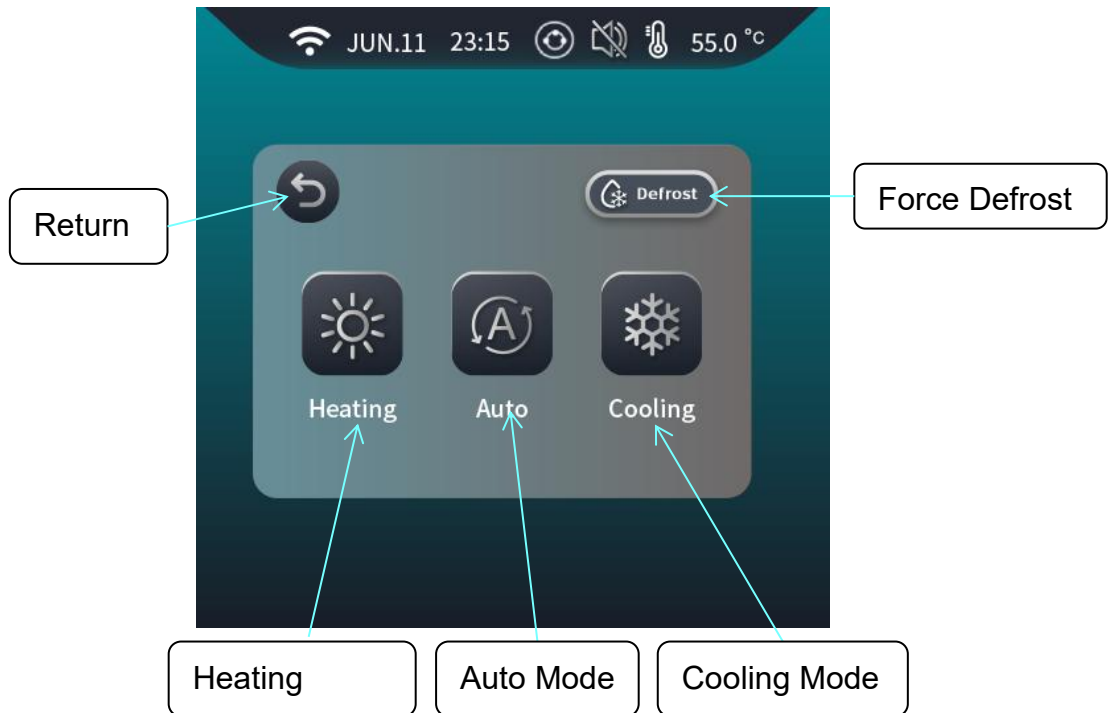 JUN.11 23:15 55.0 °C
Defrost
Return
Force Defrost
A
Heating Auto Cooling
Heating Auto Mode Cooling Mode